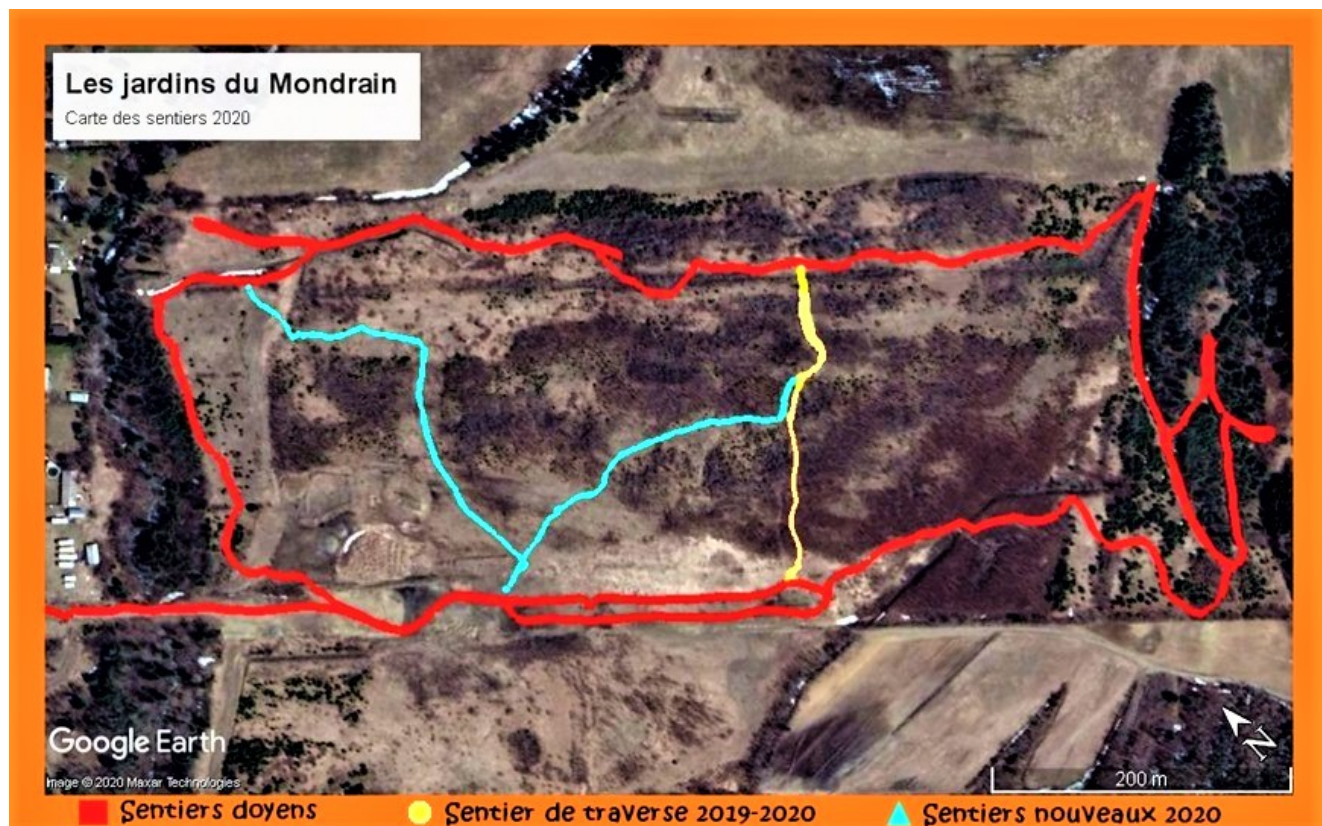 Les jardins du Mondrain
Carte des sentiers 2020
Google Earth
Image © 2020 Maxar Technologies
N
200 m
Sentiers doyens
Sentier de traverse 2019-2020
Sentiers nouveaux 2020